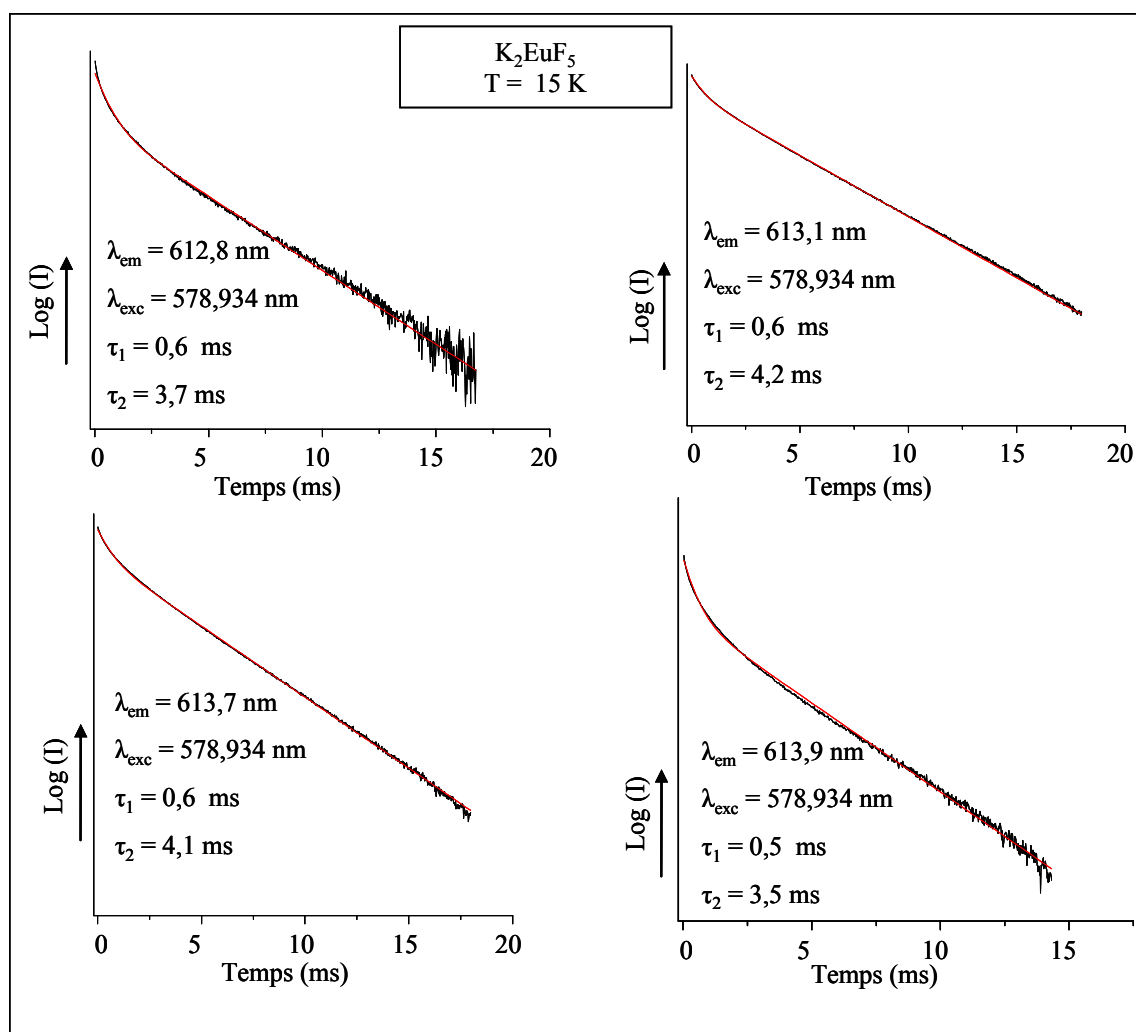 K₂EuF₅
T = 15 K
λem = 612,8 nm
λexc = 578,934 nm
τ₁ = 0,6 ms
τ₂ = 3,7 ms
Log (I)
0 5 10 15 20
Temps (ms)
λem = 613,1 nm
λexc = 578,934 nm
τ₁ = 0,6 ms
τ₂ = 4,2 ms
Log (I)
0 5 10 15 20
Temps (ms)
λem = 613,7 nm
λexc = 578,934 nm
τ₁ = 0,6 ms
τ₂ = 4,1 ms
Log (I)
0 5 10 15 20
Temps (ms)
λem = 613,9 nm
λexc = 578,934 nm
τ₁ = 0,5 ms
τ₂ = 3,5 ms
Log (I)
0 5 10 15
Temps (ms)